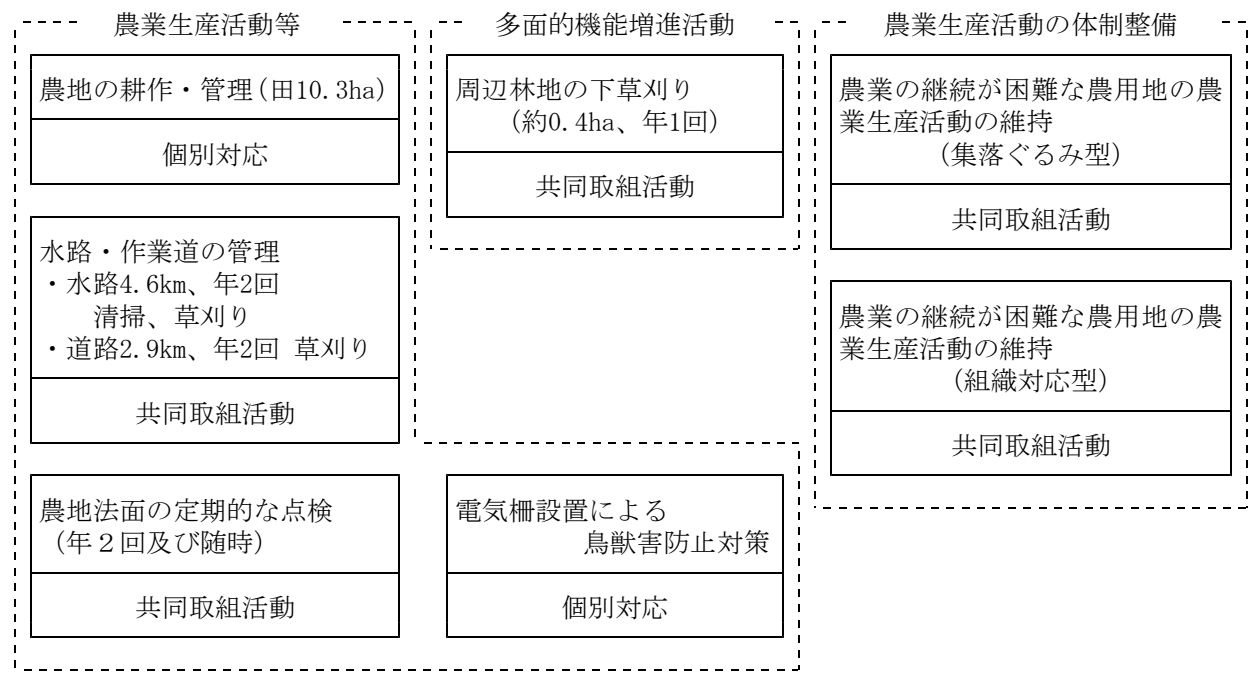 農業生産活動等
農地の耕作・管理(田10.3ha)
個別対応
水路・作業道の管理
・水路4.6km、年2回
清掃、草刈り
・道路2.9km、年2回 草刈り
共同取組活動
農地法面の定期的な点検
(年２回及び随時)
共同取組活動
電気柵設置による
鳥獣害防止対策
個別対応
多面的機能増進活動
周辺林地の下草刈り
(約0.4ha、年1回)
共同取組活動
農業生産活動の体制整備
農業の継続が困難な農用地の農
業生産活動の維持
(集落ぐるみ型)
共同取組活動
農業の継続が困難な農用地の農
業生産活動の維持
(組織対応型)
共同取組活動